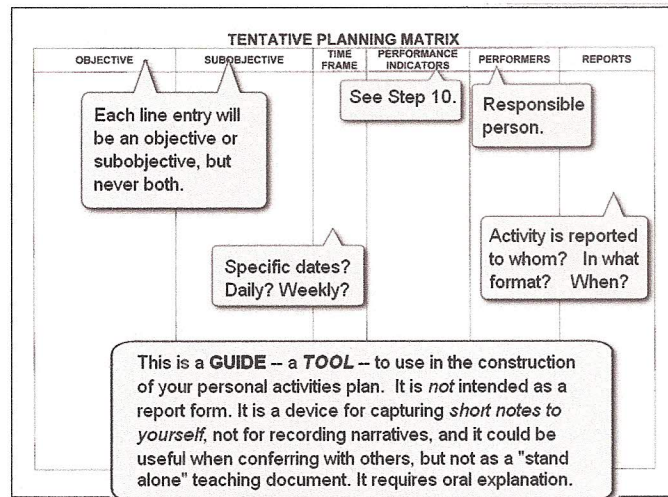 TENTATIVE PLANNING MATRIX
OBJECTIVE
SUBOBJECTIVE
TIME
FRAME
PERFORMANCE
INDICATORS
PERFORMERS
REPORTS
Each line entry will
be an objective or
subobjective, but
never both.
See Step 10.
Responsible
person.
Specific dates?
Daily? Weekly?
Activity is reported
to whom? In what
format? When?
This is a GUIDE -- a TOOL -- to use in the construction
of your personal activities plan. It is not intended as a
report form. It is a device for capturing short notes to
yourself, not for recording narratives, and it could be
useful when conferring with others, but not as a "stand
alone" teaching document. It requires oral explanation.